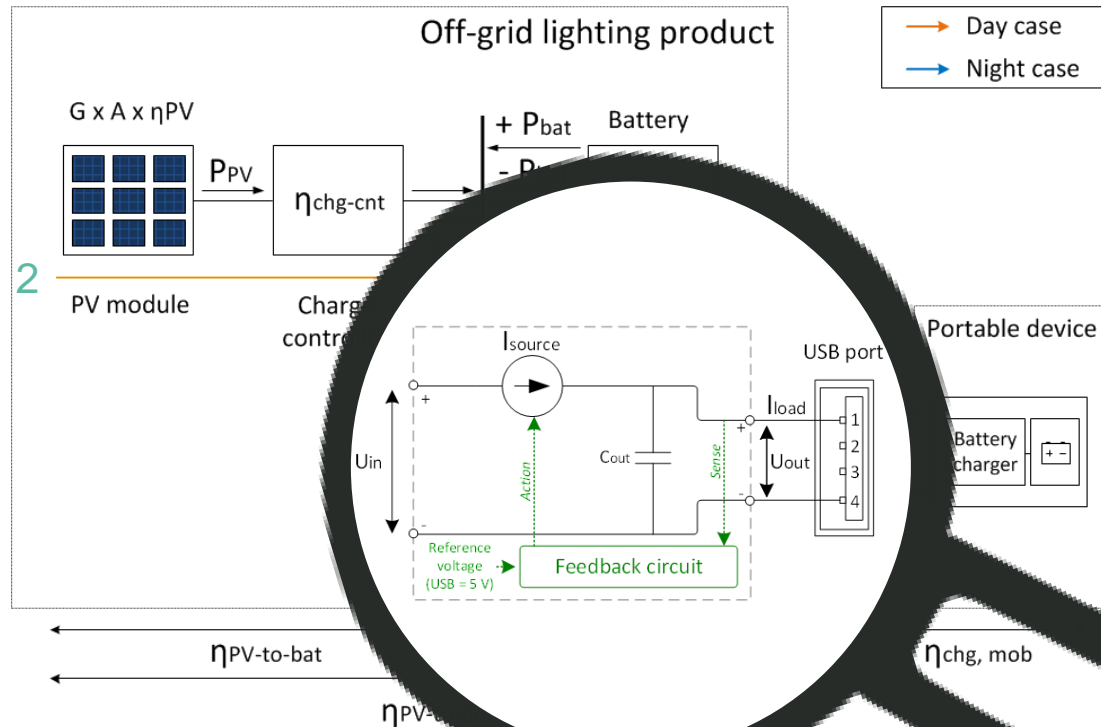 Off-grid lighting product
Day case
Night case
G x A x ηPV
PPV
ηchg-cnt
+ Pbat
Battery
2
PV module
Portable device
Isource
USB port
+
Uin
-
Action
Cout
Sense
+
-
Iload
Uout
1
2
3
4
Battery
charger
+ -
Reference
voltage
(USB = 5 V)
Feedback circuit
ηPV-to-bat
ηchg, mob